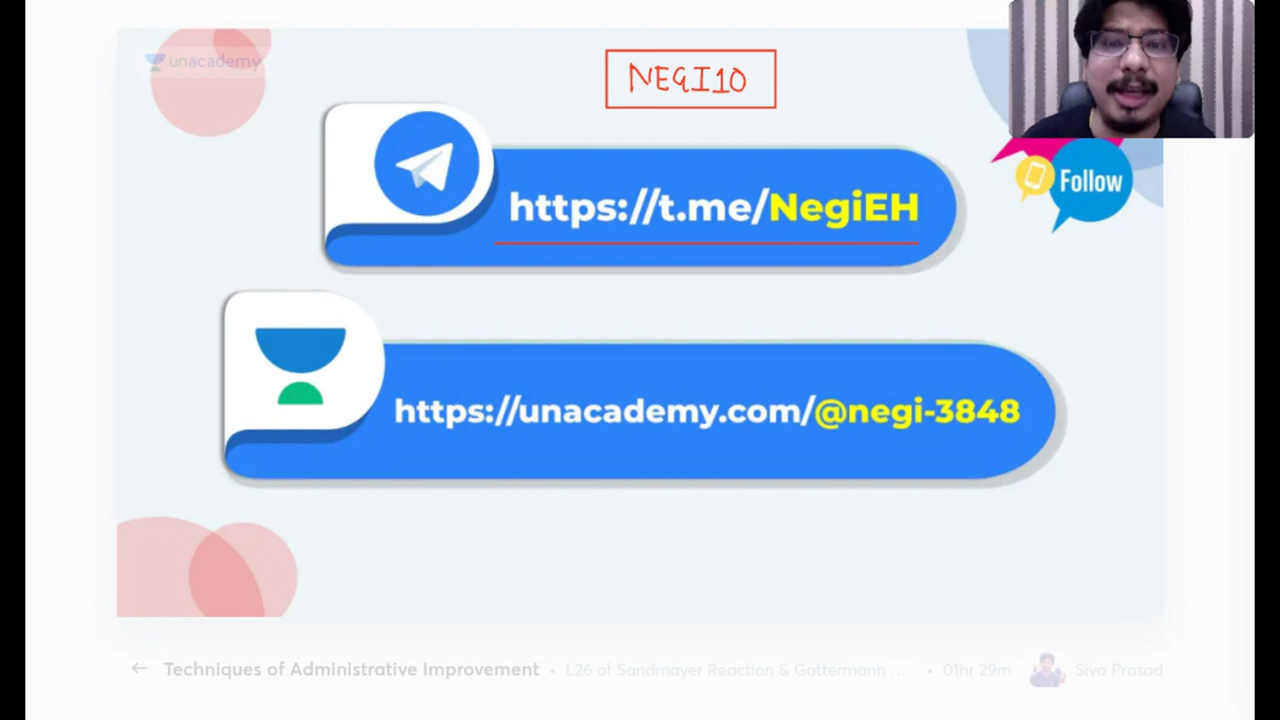 unacademy
NEGI10
https://t.me/NegiEH
Follow
https://unacademy.com/@negi-3848
← Techniques of Administrative Improvement • L26 of Sandmayer Reaction & Gattermann ... • 01hr 29m Siva Prasad